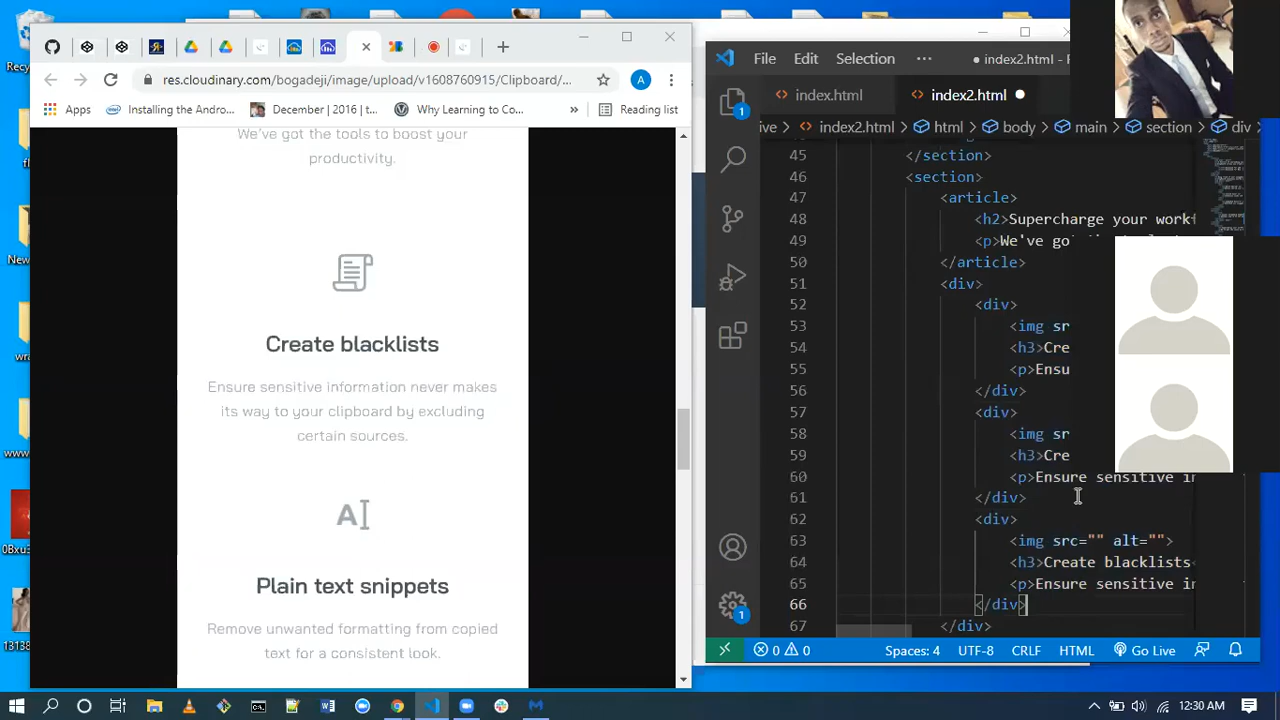 res.cloudinary.com/bogadeji/image/upload/v1608760915/Clipboard/...
A
Apps
Installing the Andro...
December | 2016 | t...
Why Learning to Co...
»
Reading list
We've got the tools to boost your
productivity.
Create blacklists
Ensure sensitive information never makes
its way to your clipboard by excluding
certain sources.
A
Plain text snippets
Remove unwanted formatting from copied
text for a consistent look.
File
Edit
Selection
···
● index2.html -
<> index.html
<> index2.html ●
ive > <> index2.html > html > body > main > section > div >
45 </section>
46 <section>
47 <article>
48 <h2>Supercharge your workf
49 <p>We've got
50 </article>
51 <div>
52 <div>
53 <img sr
54 <h3>Cre
55 <p>Ensu
56 </div>
57 <div>
58 <img sr
59 <h3>Cre
60 <p>Ensure sensitive in
61 </div>
62 <div>
63 <img src="" alt="">
64 <h3>Create blacklists<
65 <p>Ensure sensitive in
66 </div>
67 </div>
1
1
0 0
Spaces: 4
UTF-8
CRLF
HTML
Go Live
12:30 AM
Recy
New
wra
0Bxu
13138